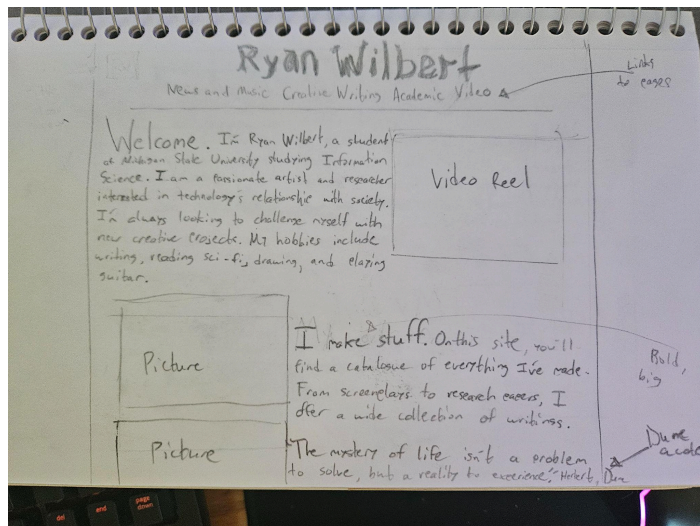 Ryan Wilbert
News and Music Creative Writing Academic Video
Links
to pages
Welcome. I'm Ryan Wilbert, a student
at Michigan State University studying Information
Science. I am a passionate artist and researcher
interested in technology's relationship with society.
I'm always looking to challenge myself with
new creative projects. My hobbies include
writing, reading sci-fi, drawing, and playing
guitar.
Video Reel
Picture
I make stuff. On this site, you'll
find a catalogue of everything I've made.
From screenplays to research papers, I
offer a wide collection of writings.
Bold,
big
Picture
The mystery of life isn't a problem
to solve, but a reality to experience." Herbert, Dune
Dune
del
end
page
down